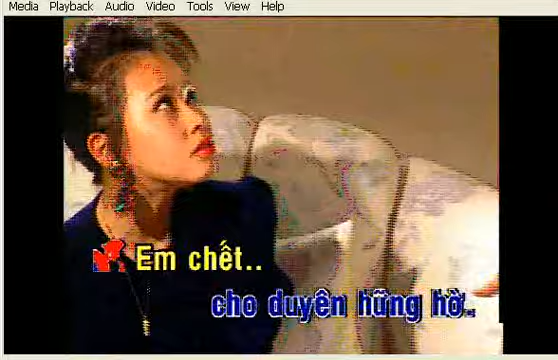 Media Playback Audio Video Tools View Help
Em chết..
cho duyên hững hờ..